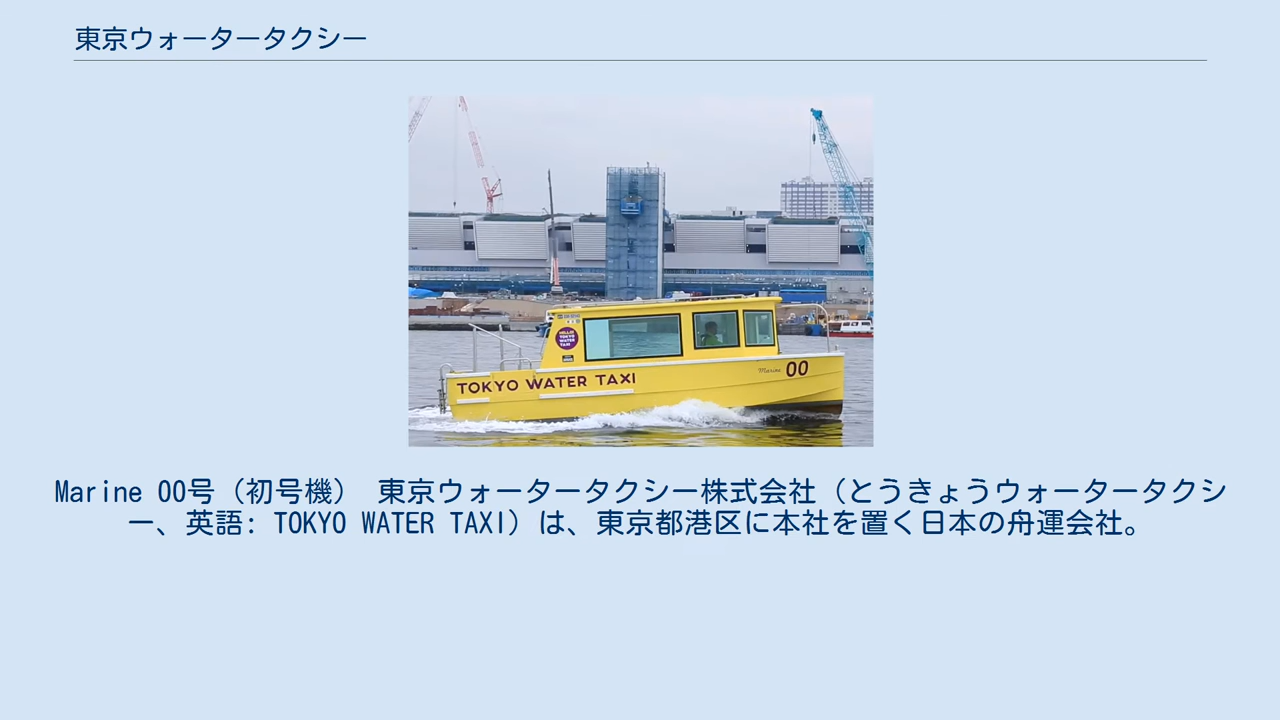 東京ウォータータクシー
HELLO!
TOKYO
WATER
TAXI
TOKYO WATER TAXI
Marine 00
Marine 00号（初号機） 東京ウォータータクシー株式会社（とうきょうウォータータクシ
ー、英語: TOKYO WATER TAXI）は、東京都港区に本社を置く日本の舟運会社。